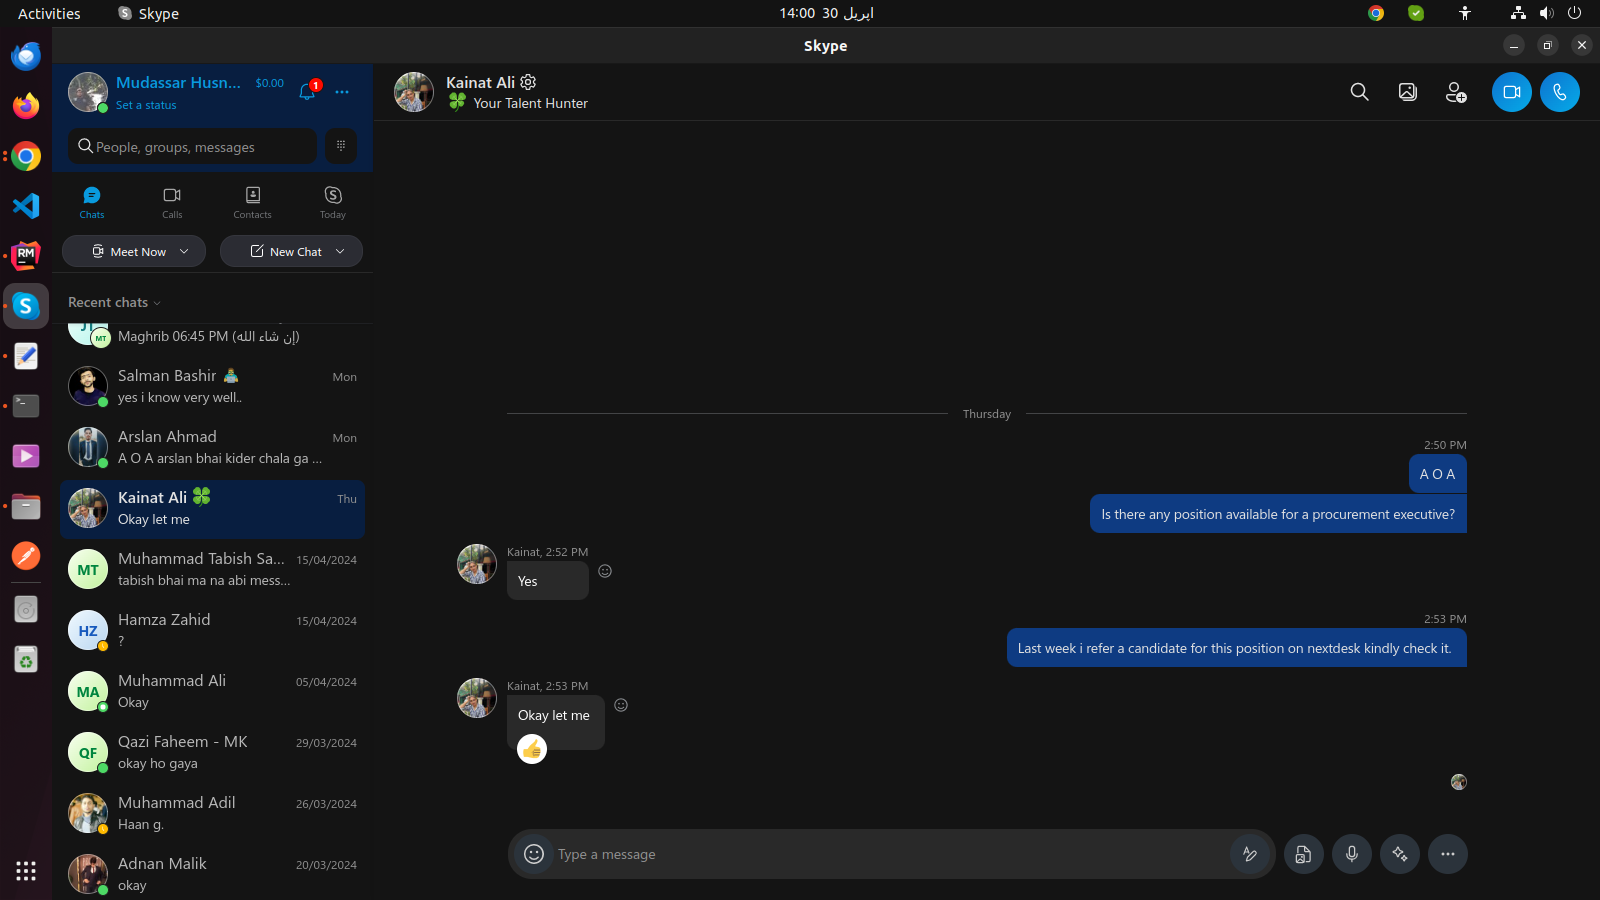 Activities
Skype
اپریل 30 14:00
Skype
Mudassar Husn...
$0.00
1
Set a status
People, groups, messages
Chats
Calls
Contacts
Today
Meet Now
New Chat
Recent chats
MT
Maghrib 06:45 PM (إن شاء الله)
Salman Bashir
Mon
yes i know very well..
Arslan Ahmad
Mon
A O A arslan bhai kider chala ga ...
Kainat Ali
Thu
Okay let me
MT
Muhammad Tabish Sa...
15/04/2024
tabish bhai ma na abi mess...
HZ
Hamza Zahid
15/04/2024
?
MA
Muhammad Ali
05/04/2024
Okay
QF
Qazi Faheem - MK
29/03/2024
okay ho gaya
Muhammad Adil
26/03/2024
Haan g.
Adnan Malik
20/03/2024
okay
Kainat Ali
Your Talent Hunter
Thursday
2:50 PM
A O A
Is there any position available for a procurement executive?
Kainat, 2:52 PM
Yes
2:53 PM
Last week i refer a candidate for this position on nextdesk kindly check it.
Kainat, 2:53 PM
Okay let me
Type a message